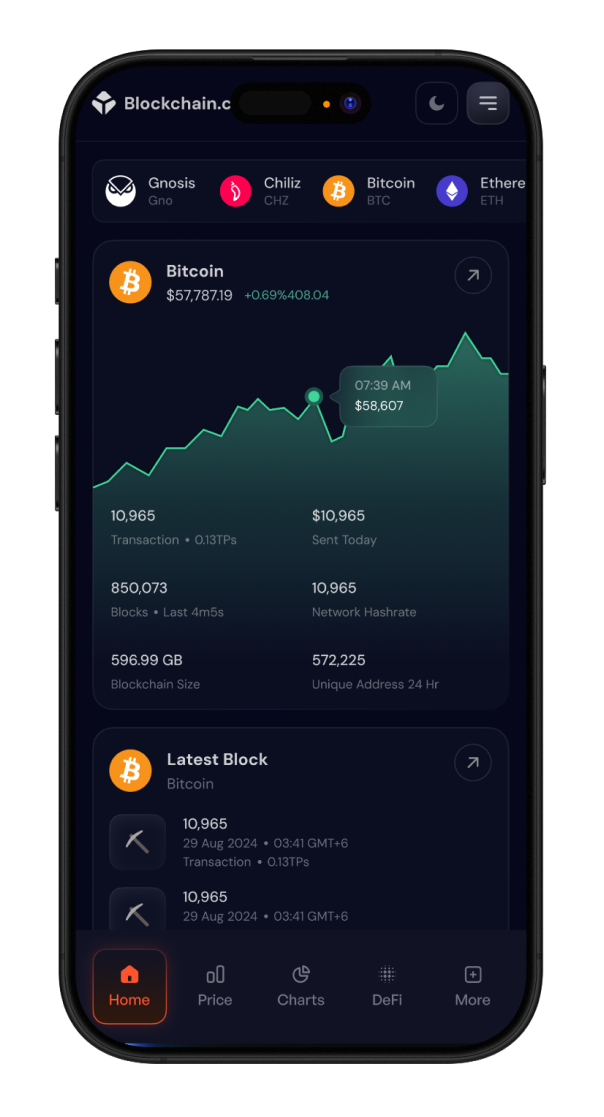 Blockchain.c
Gnosis Chiliz Bitcoin Ethere
Gno CHZ BTC ETH
Bitcoin
$57,787.19 +0.69%408.04
07:39 AM
$58,607
10,965 $10,965
Transaction • 0.13TPs Sent Today
850,073 10,965
Blocks • Last 4m5s Network Hashrate
596.99 GB 572,225
Blockchain Size Unique Address 24 Hr
Latest Block
Bitcoin
10,965
29 Aug 2024 • 03:41 GMT+6
Transaction • 0.13TPs
10,965
29 Aug 2024 • 03:41 GMT+6
Home Price Charts DeFi More